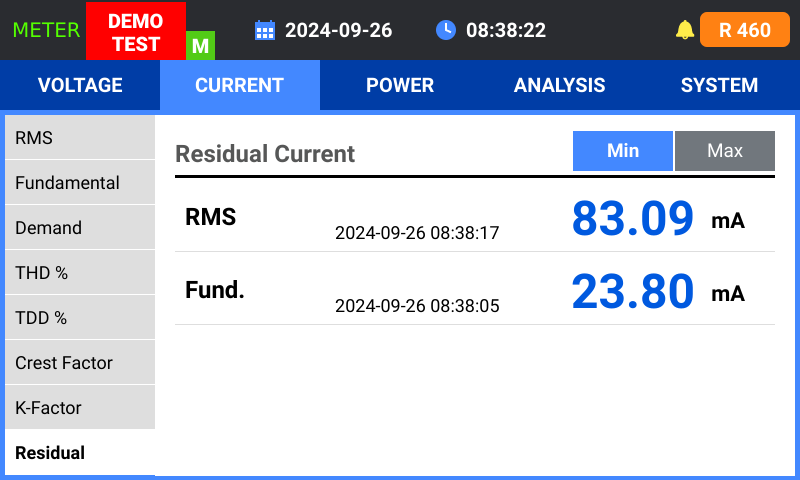 METER
DEMO
TEST
M
2024-09-26
08:38:22
R 460
VOLTAGE
CURRENT
POWER
ANALYSIS
SYSTEM
RMS
Fundamental
Demand
THD %
TDD %
Crest Factor
K-Factor
Residual
Residual Current
Min
Max
RMS 2024-09-26 08:38:17 83.09 mA
Fund. 2024-09-26 08:38:05 23.80 mA